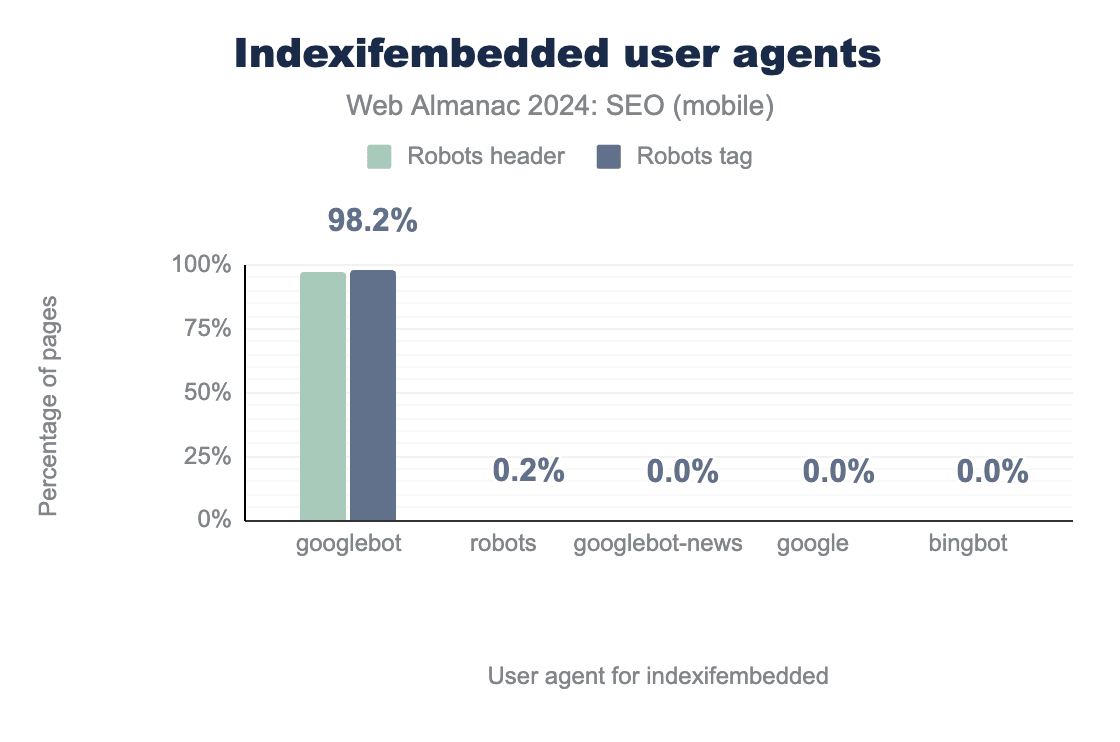 Indexifembedded user agents
Web Almanac 2024: SEO (mobile)
Robots header Robots tag
98.2%
100%
75%
50%
25%
0%
Percentage of pages
0.2% 0.0% 0.0% 0.0%
googlebot robots googlebot-news google bingbot
User agent for indexifembedded